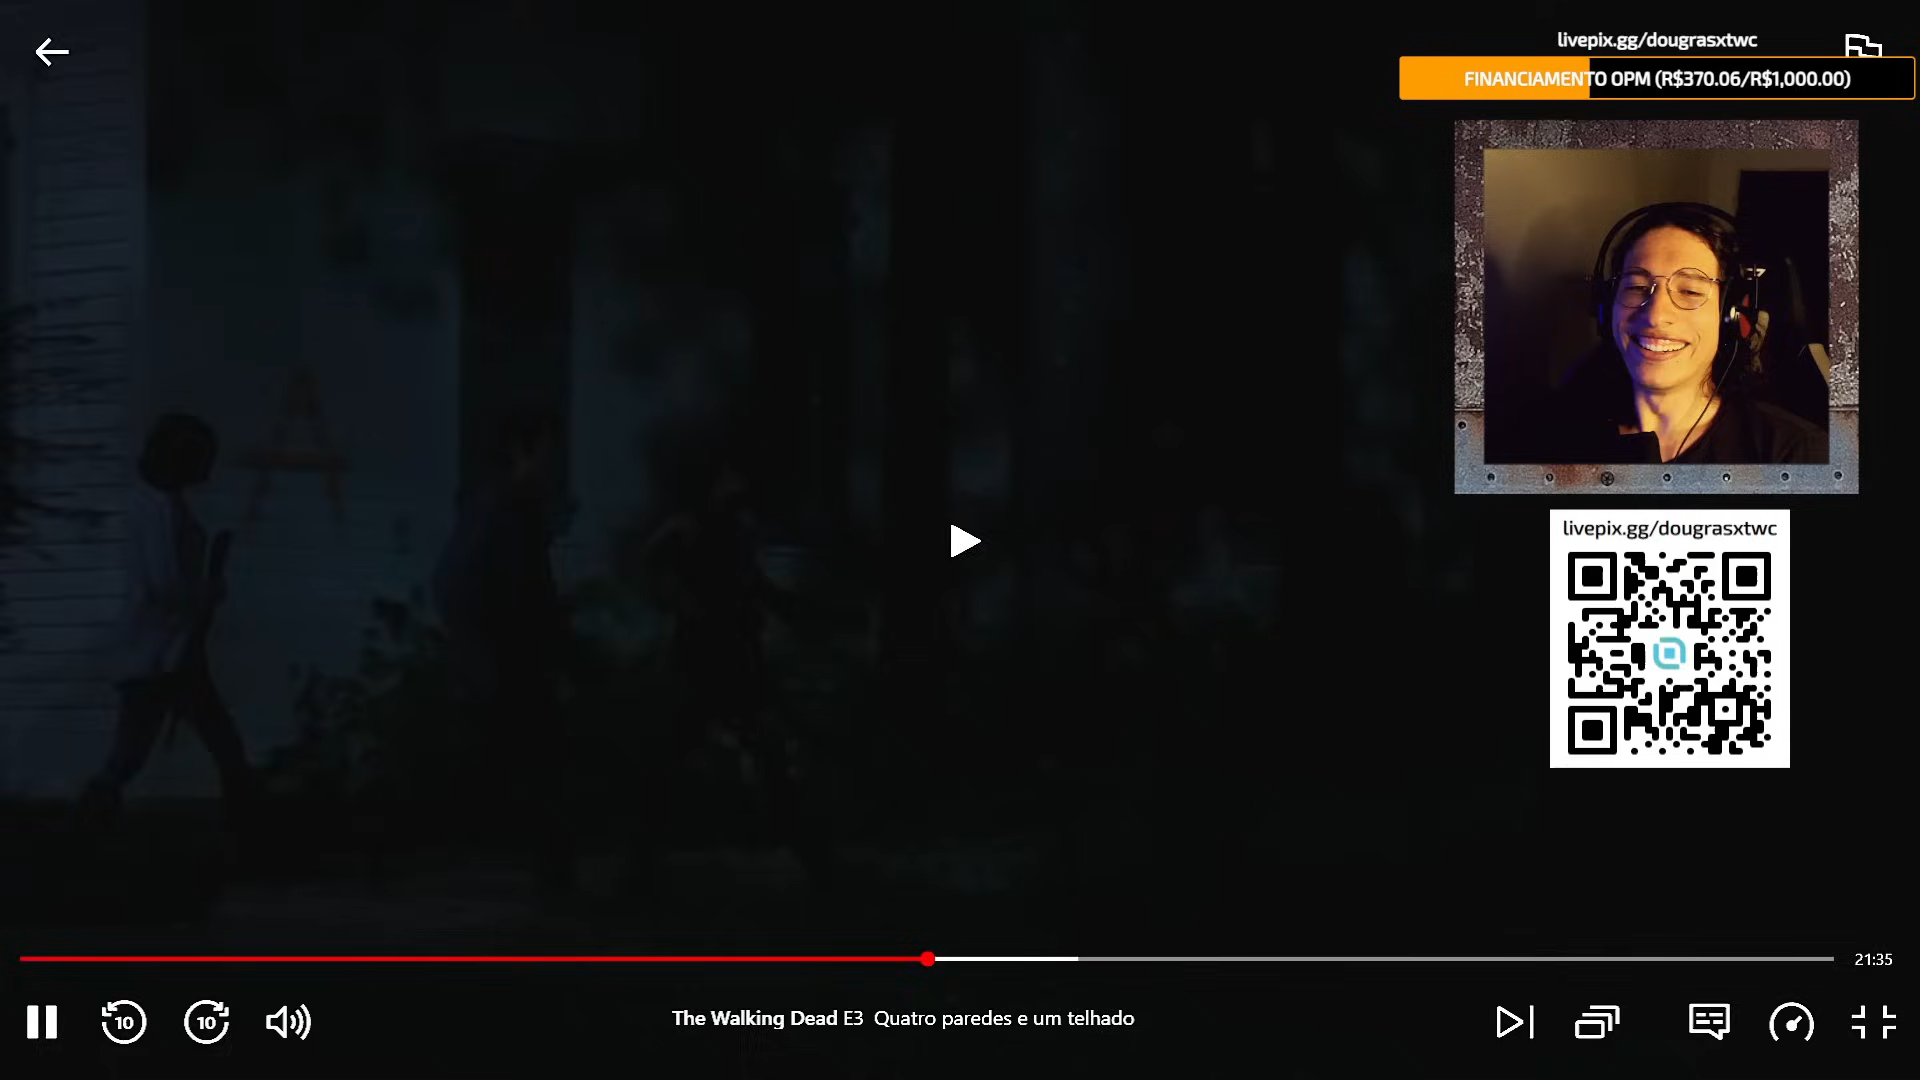 livepix.gg/dougrasxtwc
FINANCIAMENTO OPM (R$370.06/R$1,000.00)
livepix.gg/dougrasxtwc
21:35
10
10
The Walking Dead E3 Quatro paredes e um telhado